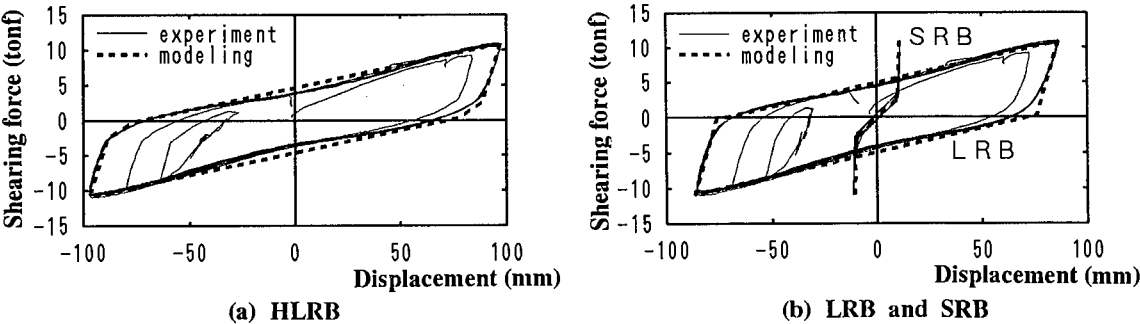 Shearing force (tonf)
15
10
5
0
-5
-10
-15
experiment
modeling
-100
-50
0
50
100
Displacement (mm)
(a) HLRB
Shearing force (tonf)
15
10
5
0
-5
-10
-15
experiment
modeling
SRB
LRB
-100
-50
0
50
100
Displacement (mm)
(b) LRB and SRB